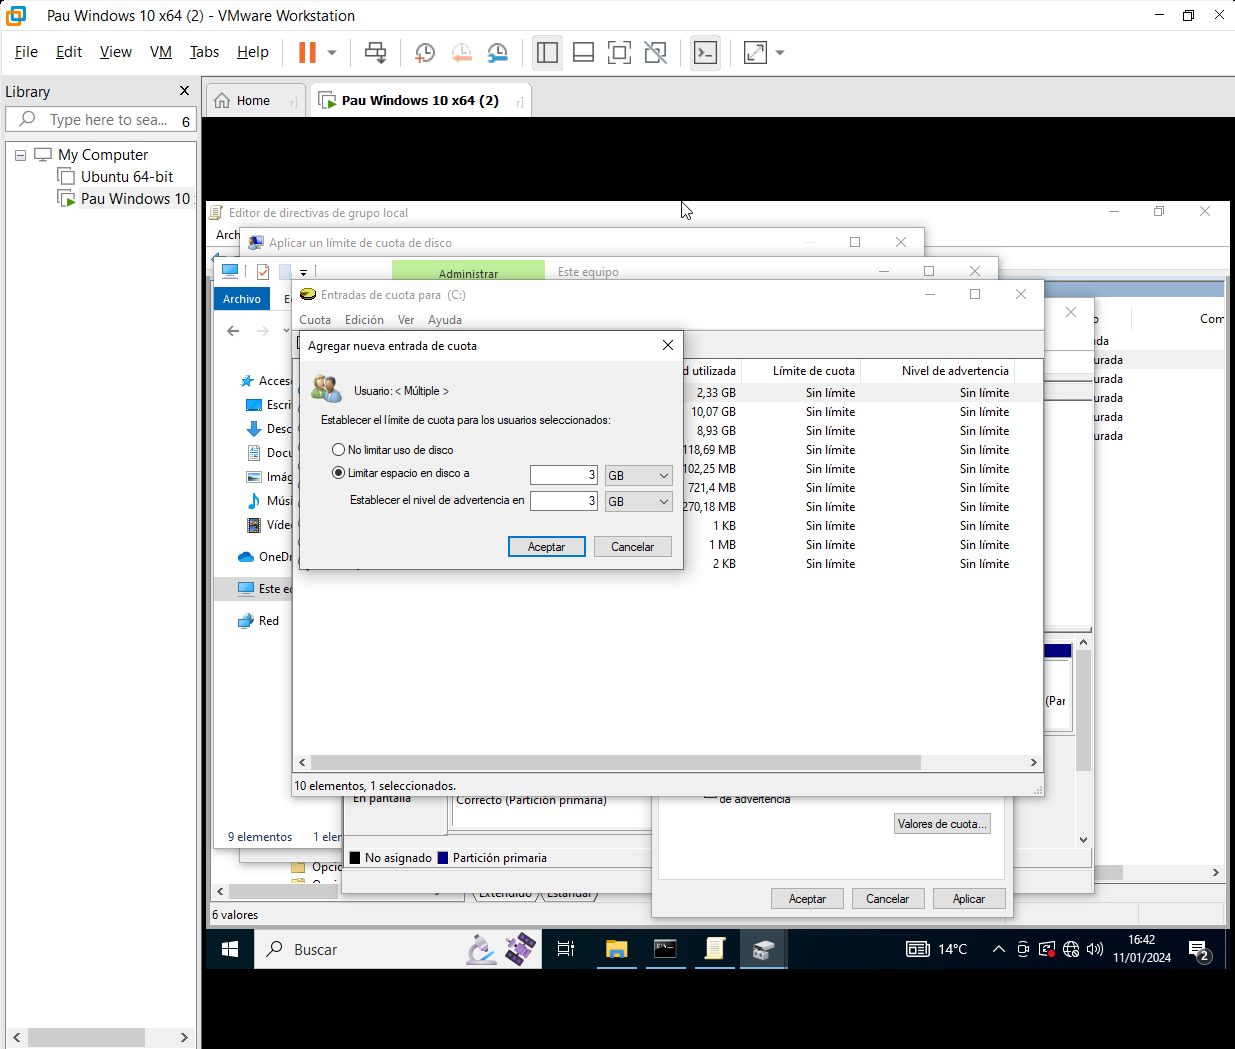 Pau Windows 10 x64 (2) - VMware Workstation
File Edit View VM Tabs Help
Library
Type here to sea... 6
My Computer
Ubuntu 64-bit
Pau Windows 10
Home
Pau Windows 10 x64 (2)
Editor de directivas de grupo local
Arch
Aplicar un límite de cuota de disco
Administrar
Este equipo
Archivo
Entradas de cuota para (C:)
Cuota Edición Ver Ayuda
Com
Agregar nueva entrada de cuota
Usuario: < Múltiple >
Establecer el límite de cuota para los usuarios seleccionados:
No limitar uso de disco
Limitar espacio en disco a 3 GB
Establecer el nivel de advertencia en 3 GB
Aceptar Cancelar
d utilizada Límite de cuota Nivel de advertencia
2,33 GB Sin límite Sin límite
10,07 GB Sin límite Sin límite
8,93 GB Sin límite Sin límite
118,69 MB Sin límite Sin límite
102,25 MB Sin límite Sin límite
721,4 MB Sin límite Sin límite
270,18 MB Sin límite Sin límite
1 KB Sin límite Sin límite
1 MB Sin límite Sin límite
2 KB Sin límite Sin límite
ada
urada
urada
urada
urada
urada
Acces
Escri
Desc
Docu
Imág
Músi
Víde
OneDr
Este eq
Red
(Par
10 elementos, 1 seleccionados.
En pantalla
Correcto (Partición primaria)
de advertencia
Valores de cuota...
9 elementos 1 eler
No asignado Partición primaria
Opcio
Extendido Estándar
Aceptar Cancelar Aplicar
6 valores
Buscar
14°C
16:42
11/01/2024
2